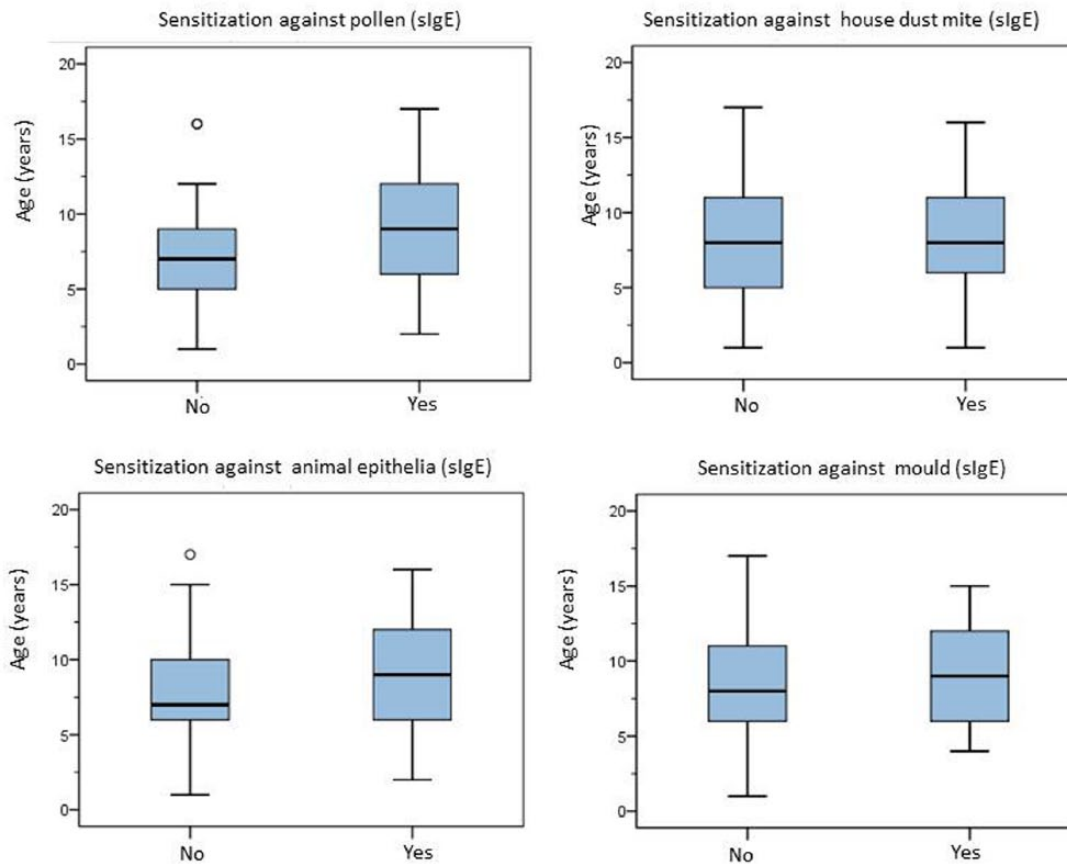 Sensitization against pollen (sIgE)
Age (years)
20
15
10
5
0
No
Yes
Sensitization against house dust mite (sIgE)
Age (years)
20
15
10
5
0
No
Yes
Sensitization against animal epithelia (sIgE)
Age (years)
20
15
10
5
0
No
Yes
Sensitization against mould (sIgE)
Age (years)
20
15
10
5
0
No
Yes